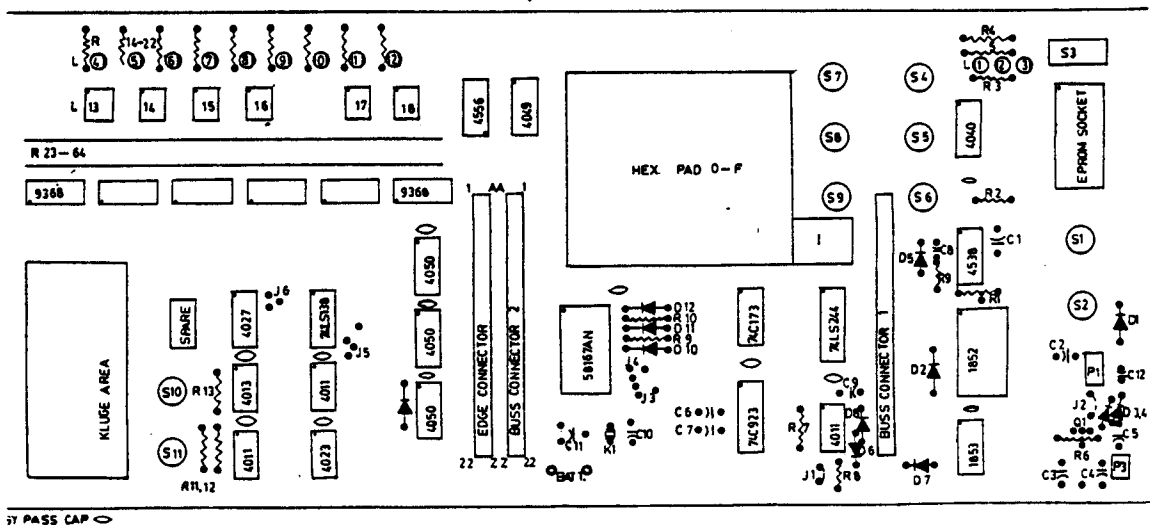 R 14-22
L 4 5 6 7 8 9 10 11 12
L 13 14 15 16 17 18
4556
4049
R 23-64
9368
9368
HEX PAD 0-F
S7
S4
S8
S5
S9
S6
R4
5
L 1 2 3
R3
S3
4040
EPROM SOCKET
R2
1 AA 1
I
D5
C8
R9
4538
C1
R1
S1
S2
D1
KLUGE AREA
SPARE
4027
J6
74LS138
J5
4050
4050
4050
S10
R13
4013
4011
S11
4011
4023
R11,12
EDGE CONNECTOR
BUSS CONNECTOR 2
22 22 22
58167AN
D12
R10
D11
R9
D10
J4
J3
C11
K1
C10
BATT.
C6
C7
74C173
74C923
74LS244
C9
K
R7
4011
D8
D6
J1
R8
BUSS CONNECTOR 1
D7
D2
1852
1853
C2
P1
C12
J2
D3,4
Q1
C5
R6
C3
C4
P3
BY PASS CAP